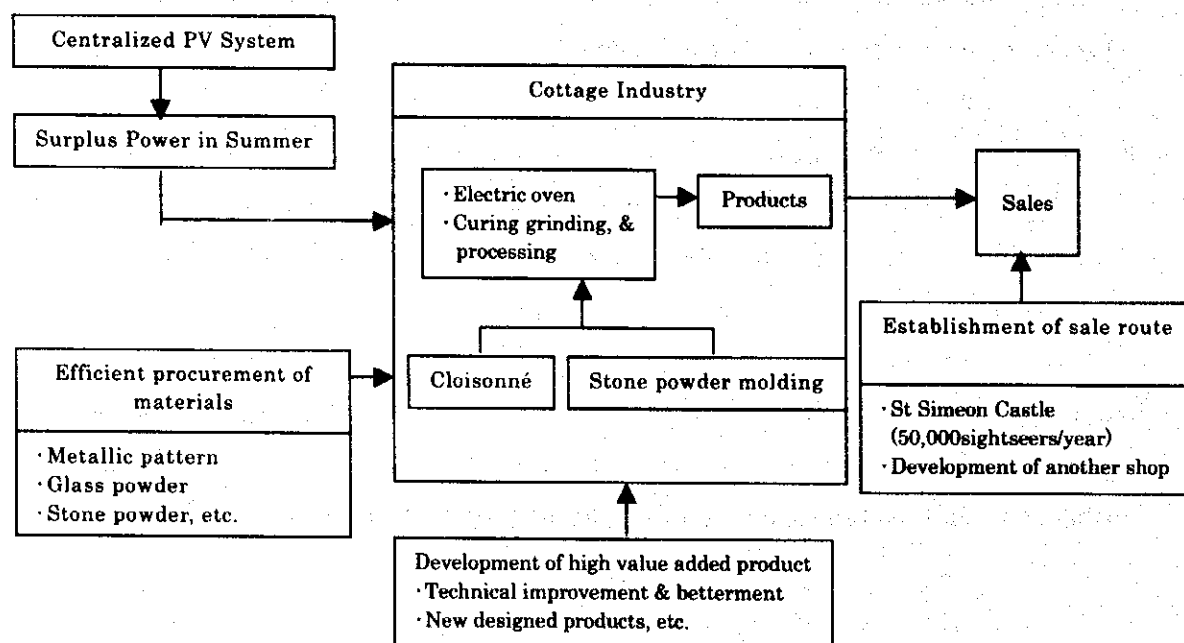 Centralized PV System
Surplus Power in Summer
Cottage Industry
·Electric oven
·Curing grinding, &
processing
Products
Sales
Cloisonné
Stone powder molding
Efficient procurement of
materials
·Metallic pattern
·Glass powder
·Stone powder, etc.
Establishment of sale route
·St Simeon Castle
(50,000sightseers/year)
·Development of another shop
Development of high value added product
·Technical improvement & betterment
·New designed products, etc.